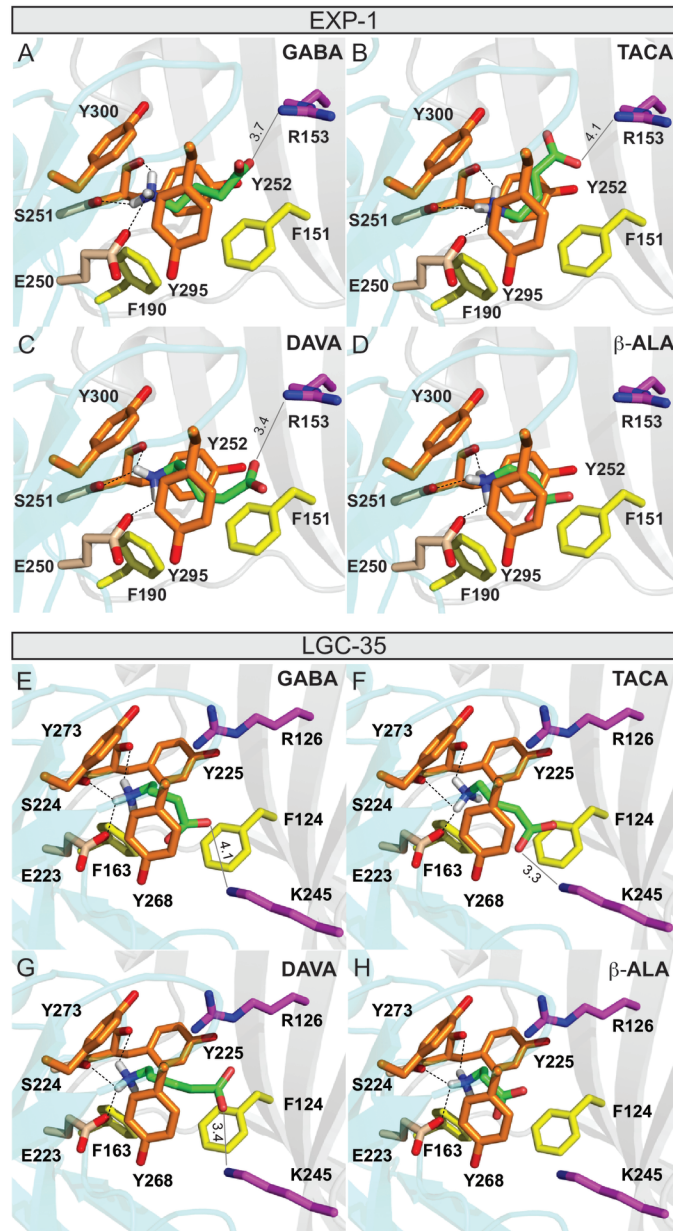 EXP-1
A GABA
Y300
3.7
R153
Y252
S251
F151
E250
Y295
F190
B TACA
Y300
4.1
R153
Y252
S251
F151
E250
Y295
F190
C DAVA
Y300
3.4
R153
Y252
S251
F151
E250
Y295
F190
D β-ALA
Y300
R153
Y252
S251
F151
E250
Y295
F190
LGC-35
E GABA
Y273
R126
Y225
S224
F124
4.1
E223
F163
Y268
K245
F TACA
Y273
R126
Y225
S224
F124
E223
F163
3.3
Y268
K245
G DAVA
Y273
R126
Y225
S224
F124
3.4
E223
F163
Y268
K245
H β-ALA
Y273
R126
Y225
S224
F124
E223
F163
Y268
K245